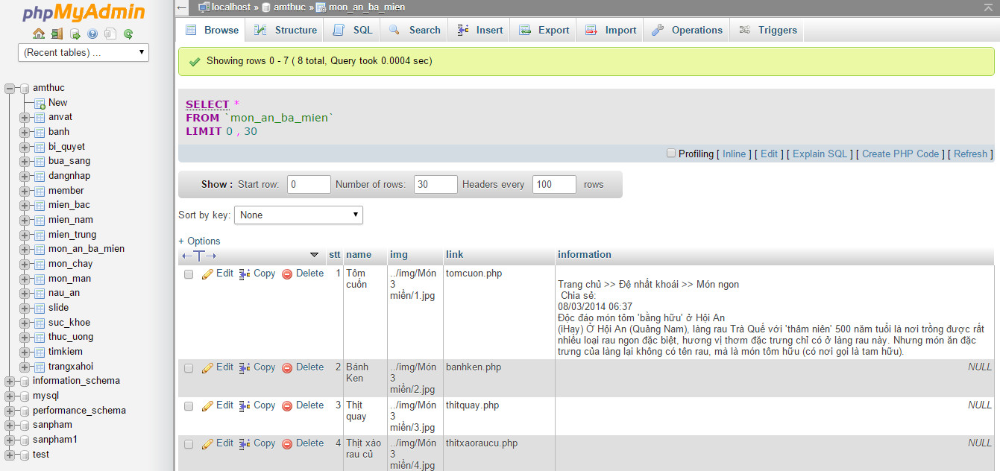 phpMyAdmin
(Recent tables) ...
amthuc
New
anvat
banh
bi_quyet
bua_sang
dangnhap
member
mien_bac
mien_nam
mien_trung
mon_an_ba_mien
mon_chay
mon_man
nau_an
slide
suc_khoe
thuc_uong
timkiem
trangxahoi
information_schema
mysql
performance_schema
sanpham
sanpham1
test
localhost » amthuc » mon_an_ba_mien
Browse Structure SQL Search Insert Export Import Operations Triggers
Showing rows 0 - 7 ( 8 total, Query took 0.0004 sec)
SELECT *
FROM `mon_an_ba_mien`
LIMIT 0 , 30
Profiling [ Inline ] [ Edit ] [ Explain SQL ] [ Create PHP Code ] [ Refresh ]
Show : Start row: 0 Number of rows: 30 Headers every 100 rows
Sort by key: None
+ Options
stt name img link information
Edit Copy Delete 1 Tôm cuốn ../img/Món 3 miền/1.jpg tomcuon.php
Trang chủ >> Đệ nhất khoái >> Món ngon
Chia sẻ:
08/03/2014 06:37
Độc đáo món tôm 'bằng hữu' ở Hội An
(iHay) Ở Hội An (Quảng Nam), làng rau Trà Quế với 'thâm niên' 500 năm tuổi là nơi trồng được rất
nhiều loại rau ngon đặc biệt, hương vị thơm đặc trưng chỉ có ở làng rau này. Nhưng món ăn đặc
trưng của làng lại không có tên rau, mà là món tôm hữu (có nơi gọi là tam hữu).
Edit Copy Delete 2 Bánh Ken ../img/Món 3 miền/2.jpg banhken.php NULL
Edit Copy Delete 3 Thịt quay ../img/Món 3 miền/3.jpg thitquay.php NULL
Edit Copy Delete 4 Thịt xào rau củ ../img/Món 3 miền/4.jpg thitxaoraucu.php NULL